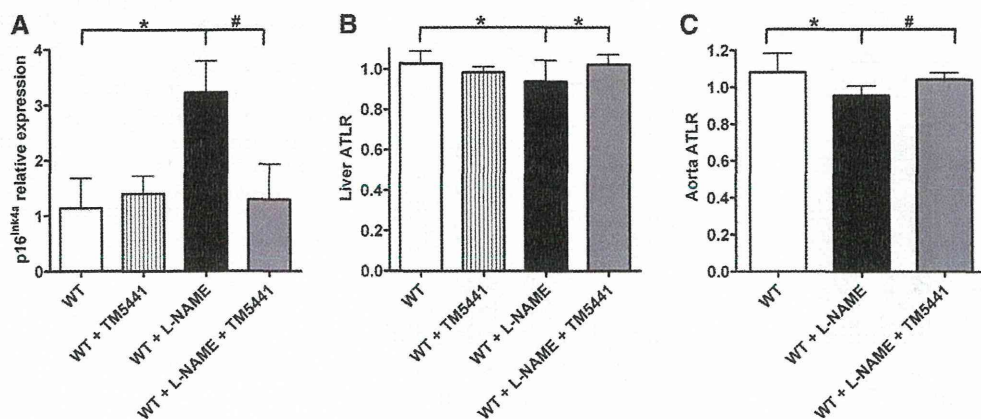 A
* #
p16Ink4a relative expression
4
3
2
1
0
WT
WT + TM5441
WT + L-NAME
WT + L-NAME + TM5441
B
* *
Liver ATLR
1.0
0.8
0.6
0.4
0.2
0.0
WT
WT + TM5441
WT + L-NAME
WT + L-NAME + TM5441
C
* #
Aorta ATLR
1.2
1.0
0.8
0.6
0.4
0.2
0.0
WT
WT + L-NAME
WT + L-NAME + TM5441